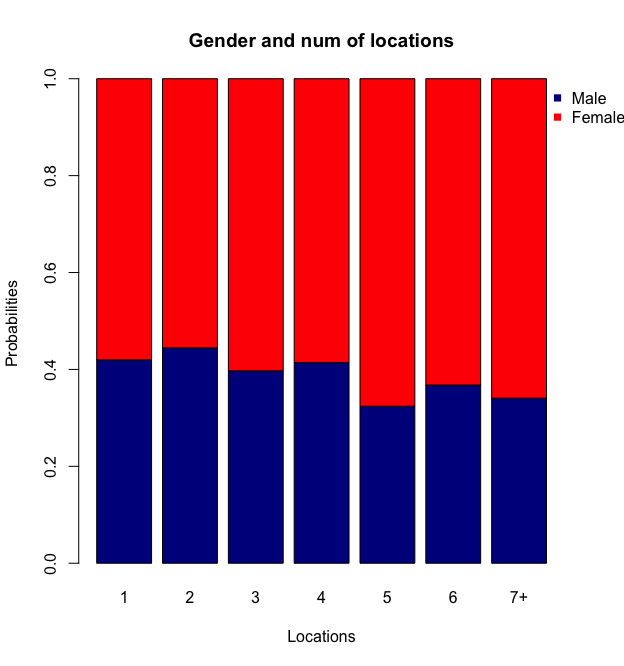 Gender and num of locations
Male
Female
Probabilities
1.0
0.8
0.6
0.4
0.2
0.0
1 2 3 4 5 6 7+
Locations